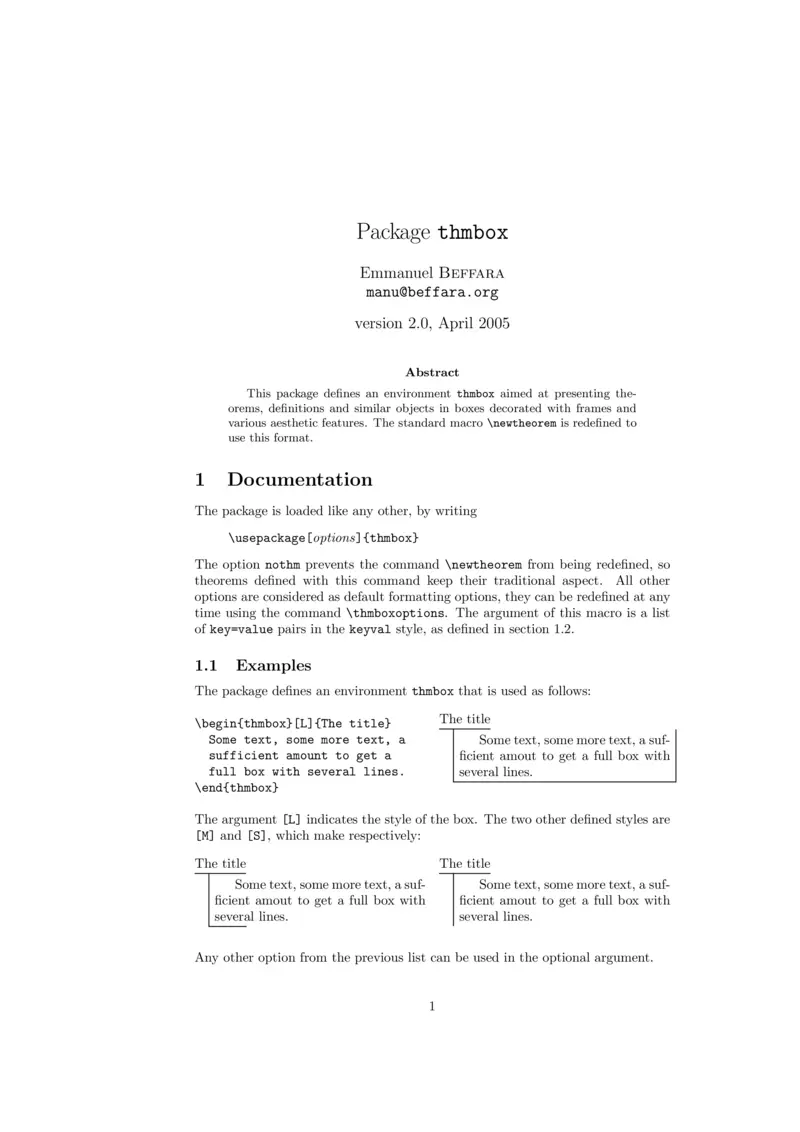 Package thmbox
Emmanuel Beffara
manu@beffara.org
version 2.0, April 2005
Abstract
This package defines an environment thmbox aimed at presenting the-
orems, definitions and similar objects in boxes decorated with frames and
various aesthetic features. The standard macro \newtheorem is redefined to
use this format.
1 Documentation
The package is loaded like any other, by writing
\usepackage[options]{thmbox}
The option nothm prevents the command \newtheorem from being redefined, so
theorems defined with this command keep their traditional aspect. All other
options are considered as default formatting options, they can be redefined at any
time using the command \thmboxoptions. The argument of this macro is a list
of key=value pairs in the keyval style, as defined in section 1.2.
1.1 Examples
The package defines an environment thmbox that is used as follows:
\begin{thmbox}[L]{The title}
Some text, some more text, a
sufficient amount to get a
full box with several lines.
\end{thmbox}
The title
Some text, some more text, a suf-
ficient amout to get a full box with
several lines.
The argument [L] indicates the style of the box. The two other defined styles are
[M] and [S], which make respectively:
The title
Some text, some more text, a suf-
ficient amout to get a full box with
several lines.
The title
Some text, some more text, a suf-
ficient amout to get a full box with
several lines.
Any other option from the previous list can be used in the optional argument.
1